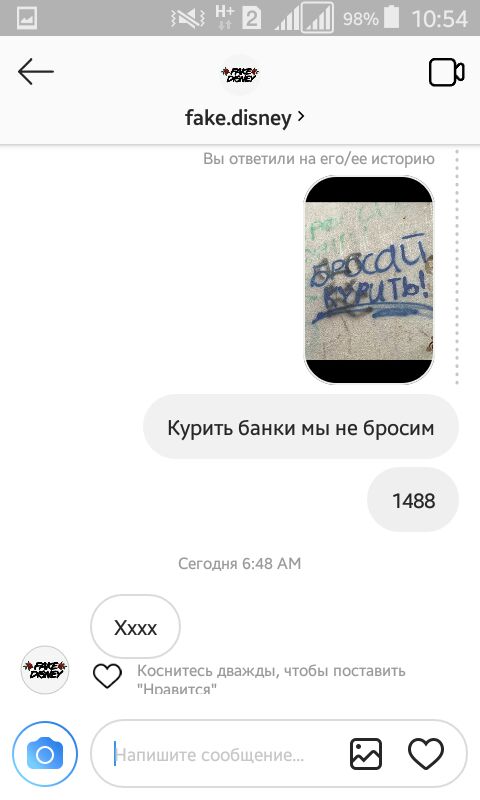 H+ 2 98% 10:54
FAKE DISNEY
fake.disney >
Вы ответили на его/ее историю
БРОСАЙ
КУРИТЬ!
Курить банки мы не бросим
1488
Сегодня 6:48 AM
Хххх
FAKE DISNEY
Коснитесь дважды, чтобы поставить
"Нравится"
Напишите сообщение...